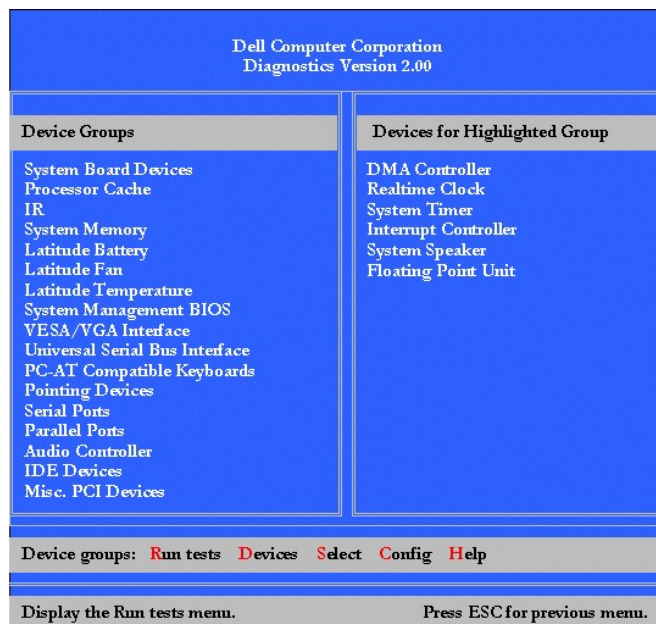 Dell Computer Corporation
Diagnostics Version 2.00
Device Groups
System Board Devices
Processor Cache
IR
System Memory
Latitude Battery
Latitude Fan
Latitude Temperature
System Management BIOS
VESA/VGA Interface
Universal Serial Bus Interface
PC-AT Compatible Keyboards
Pointing Devices
Serial Ports
Parallel Ports
Audio Controller
IDE Devices
Misc. PCI Devices
Devices for Highlighted Group
DMA Controller
Realtime Clock
System Timer
Interrupt Controller
System Speaker
Floating Point Unit
Device groups: Run tests Devices Select Config Help
Display the Run tests menu. Press ESC for previous menu.